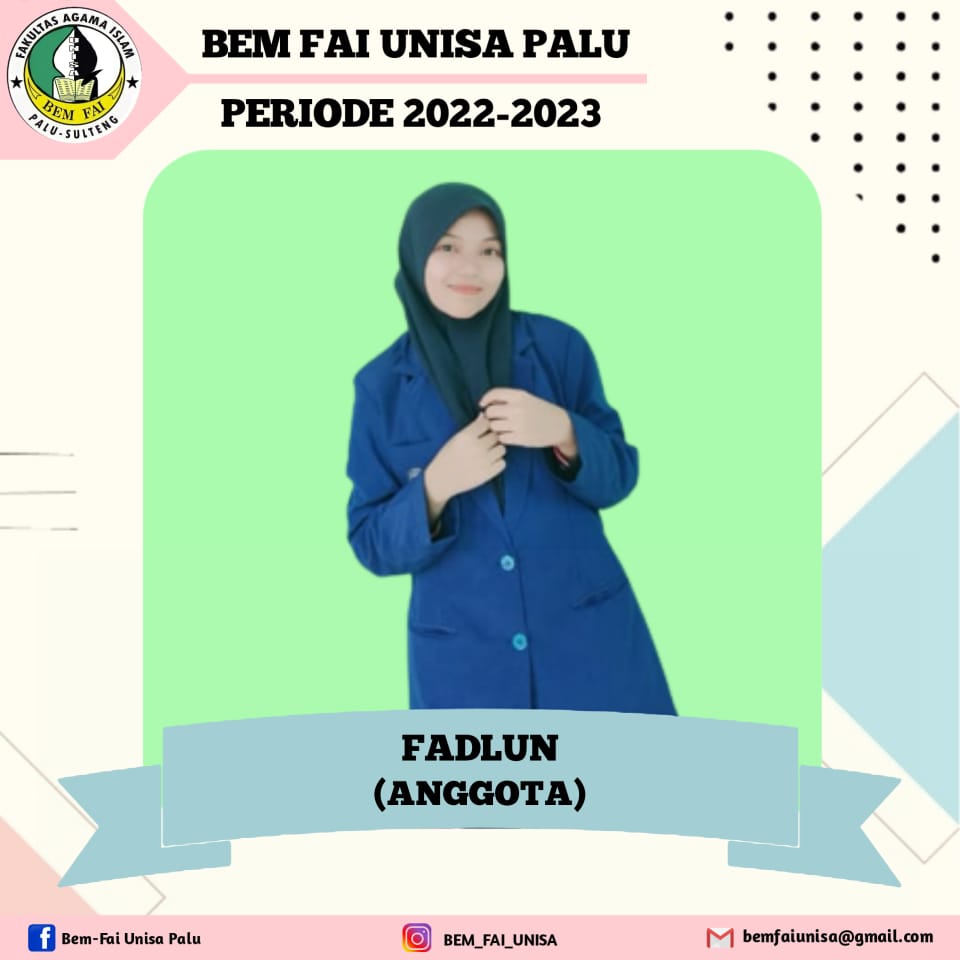 FAKULTAS AGAMA ISLAM
BEM FAI
PALU-SULTENG
BEM FAI UNISA PALU
PERIODE 2022-2023
FADLUN
(ANGGOTA)
Bem-Fai Unisa Palu
BEM_FAI_UNISA
bemfaiunisa@gmail.com